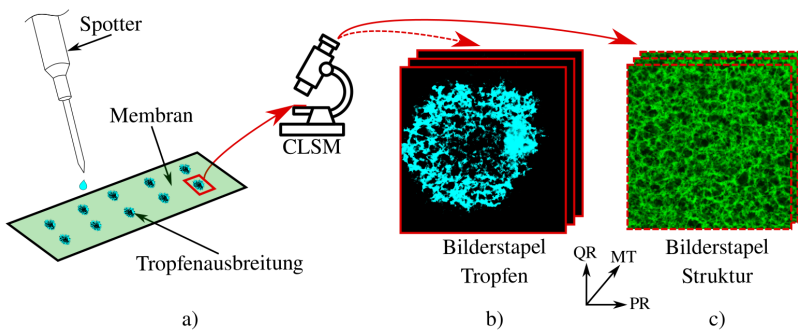 Spotter
Membran
CLSM
Tropfenausbreitung
Bilderstapel
Tropfen
Bilderstapel
Struktur
QR
MT
PR
a)
b)
c)